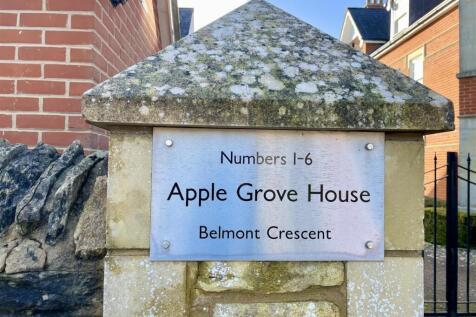 Numbers 1-6
Apple Grove House
Belmont Crescent